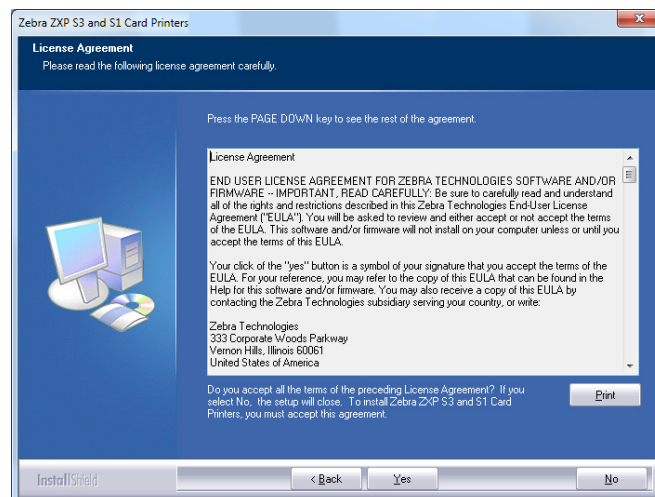 Zebra ZXP S3 and S1 Card Printers
License Agreement
Please read the following license agreement carefully.
Press the PAGE DOWN key to see the rest of the agreement.
License Agreement
END USER LICENSE AGREEMENT FOR ZEBRA TECHNOLOGIES SOFTWARE AND/OR
FIRMWARE -- IMPORTANT, READ CAREFULLY: Be sure to carefully read and understand
all of the rights and restrictions described in this Zebra Technologies End-User License
Agreement ("EULA"). You will be asked to review and either accept or not accept the terms
of the EULA. This software and/or firmware will not install on your computer unless or until you
accept the terms of this EULA.
Your click of the "yes" button is a symbol of your signature that you accept the terms of the
EULA. For your reference, you may refer to the copy of this EULA that can be found in the
Help for this software and/or firmware. You may also receive a copy of this EULA by
contacting the Zebra Technologies subsidiary serving your country, or write:
Zebra Technologies
333 Corporate Woods Parkway
Vernon Hills, Illinois 60061
United States of America
Do you accept all the terms of the preceding License Agreement? If you
select No, the setup will close. To install Zebra ZXP S3 and S1 Card
Printers, you must accept this agreement.
Print
InstallShield
< Back
Yes
No